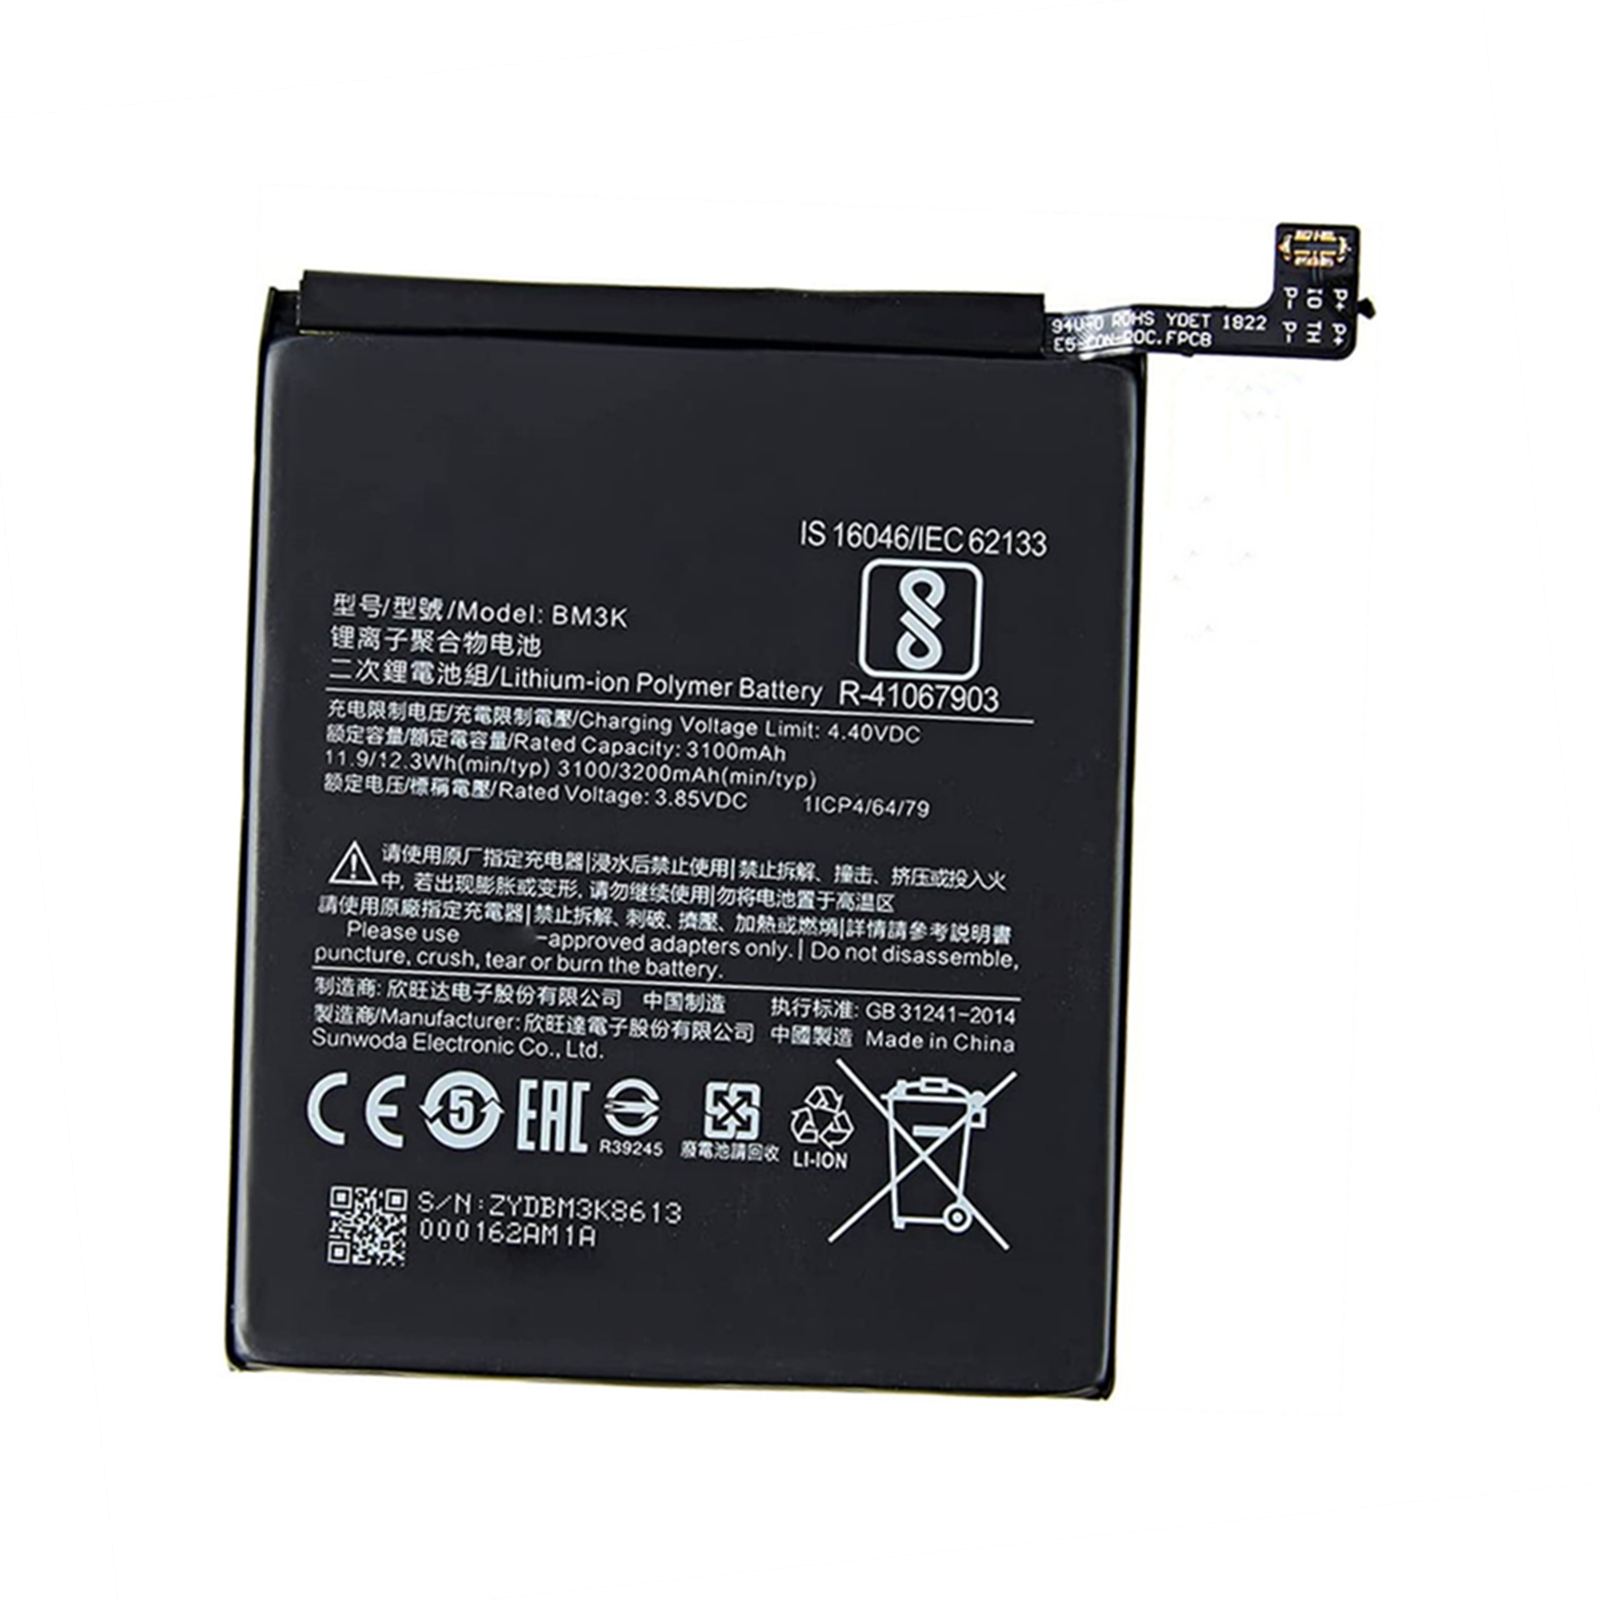 94V-0 ROHS YDET 1822
E5-CON-ROC.FPCB
P- IO P+
P- TH P+
IS 16046/IEC 62133
R-41067903
型号/型號/Model: BM3K
锂离子聚合物电池
二次鋰電池組/Lithium-ion Polymer Battery
充电限制电压/充電限制電壓/Charging Voltage Limit: 4.40VDC
额定容量/額定電容量/Rated Capacity: 3100mAh
11.9/12.3Wh(min/typ) 3100/3200mAh(min/typ)
额定电压/標稱電壓/Rated Voltage: 3.85VDC 1ICP4/64/79
请使用原厂指定充电器|浸水后禁止使用|禁止拆解、撞击、挤压或投入火
中, 若出现膨胀或变形, 请勿继续使用|勿将电池置于高温区
請使用原廠指定充電器|禁止拆解、刺破、擠壓、加熱或燃燒|詳情請參考說明書
Please use -approved adapters only.| Do not disassemble,
puncture, crush, tear or burn the battery.
制造商: 欣旺达电子股份有限公司 中国制造 执行标准: GB 31241-2014
製造商/Manufacturer: 欣旺達電子股份有限公司 中國製造 Made in China
Sunwoda Electronic Co., Ltd.
CE 5 EAC
R39245 廢電池請回收 LI-ION
S/N:ZYDBM3K8613
000162AM1A